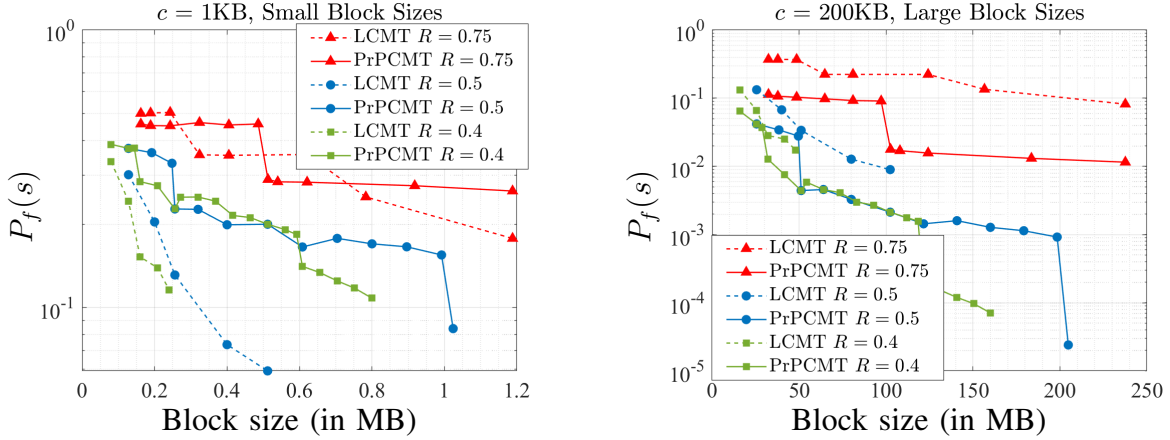 c = 1KB, Small Block Sizes
P_f(s)
10^0
10^{-1}
LCMT R = 0.75
PrPCMT R = 0.75
LCMT R = 0.5
PrPCMT R = 0.5
LCMT R = 0.4
PrPCMT R = 0.4
0 0.2 0.4 0.6 0.8 1 1.2
Block size (in MB)
c = 200KB, Large Block Sizes
P_f(s)
10^0
10^{-1}
10^{-2}
10^{-3}
10^{-4}
10^{-5}
LCMT R = 0.75
PrPCMT R = 0.75
LCMT R = 0.5
PrPCMT R = 0.5
LCMT R = 0.4
PrPCMT R = 0.4
0 50 100 150 200 250
Block size (in MB)